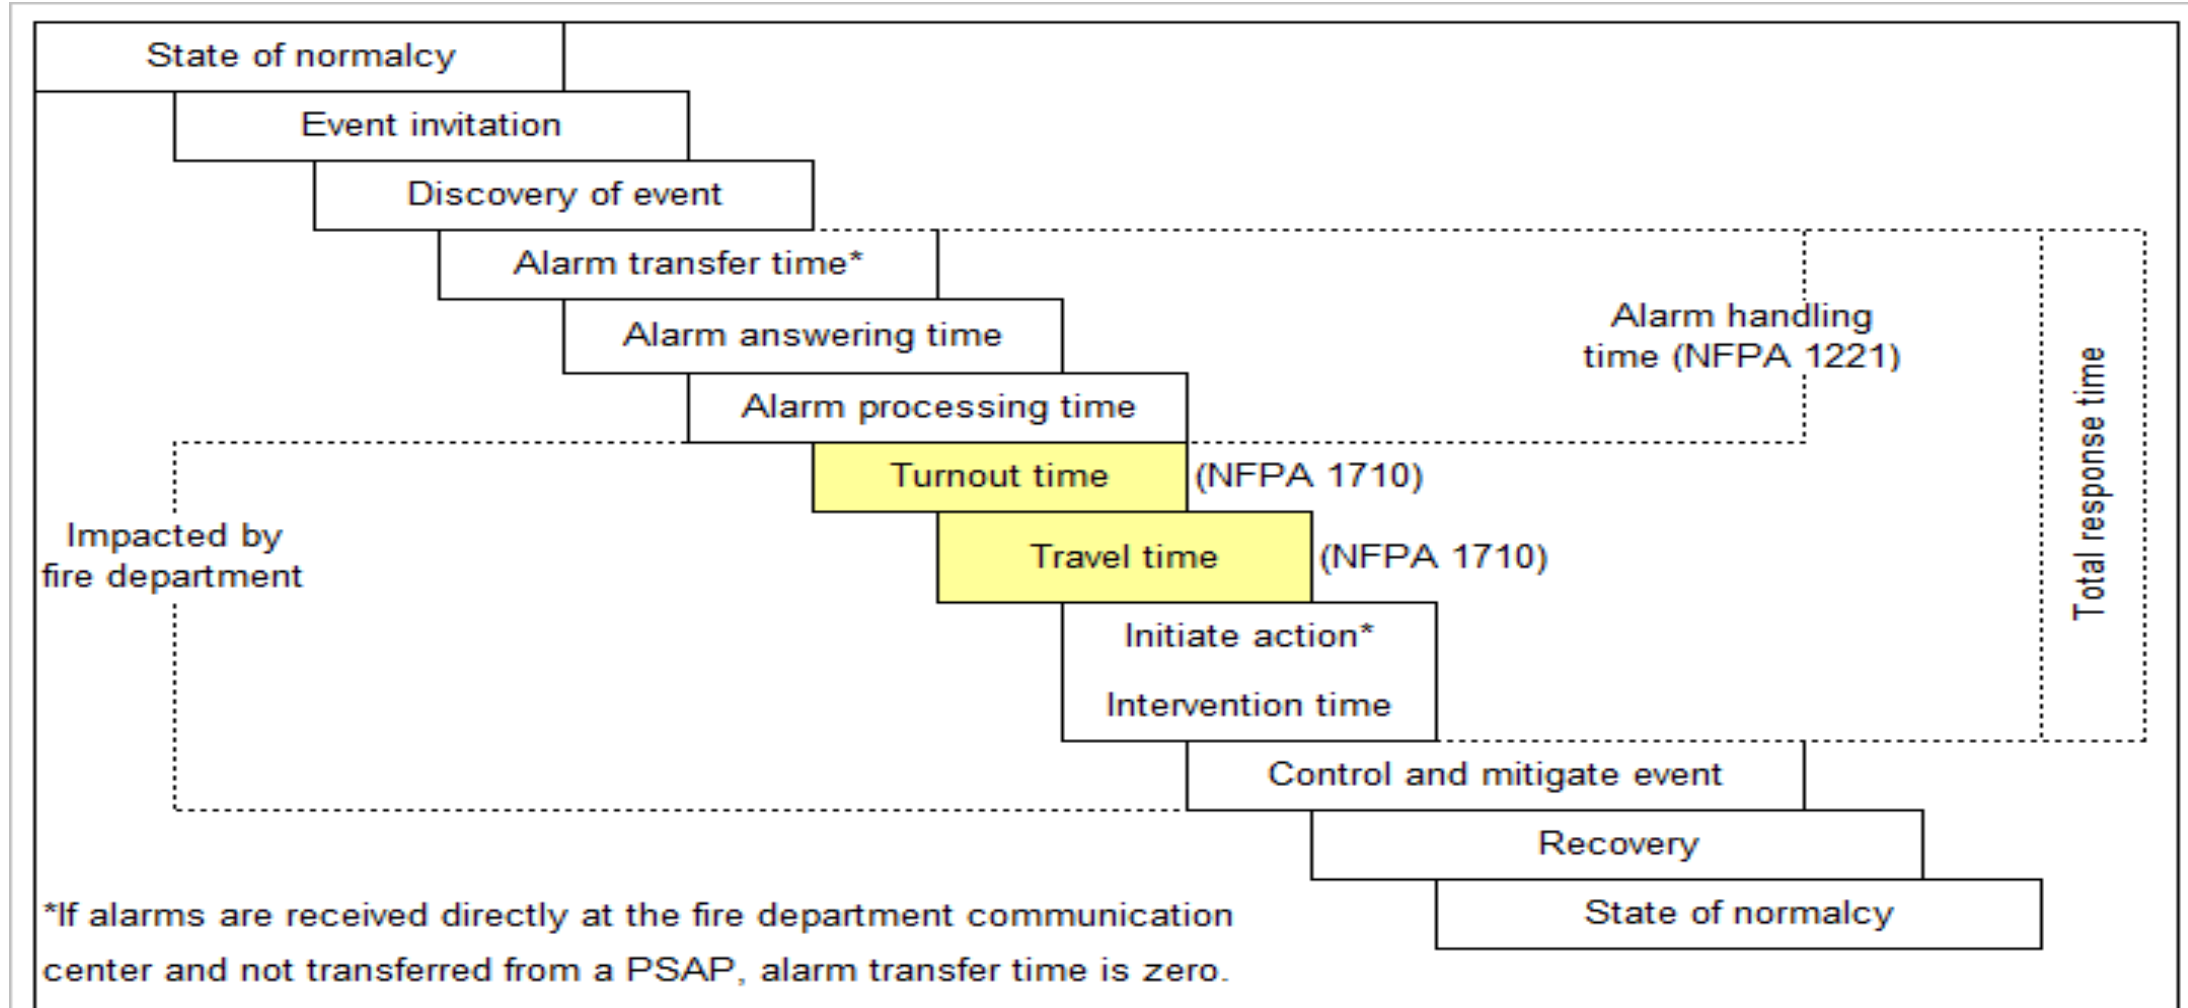 State of normalcy
Event invitation
Discovery of event
Alarm transfer time*
Alarm answering time
Alarm handling
time (NFPA 1221)
Alarm processing time
Turnout time (NFPA 1710)
Impacted by
fire department
Travel time (NFPA 1710)
Total response time
Initiate action*
Intervention time
Control and mitigate event
Recovery
State of normalcy
*If alarms are received directly at the fire department communication
center and not transferred from a PSAP, alarm transfer time is zero.